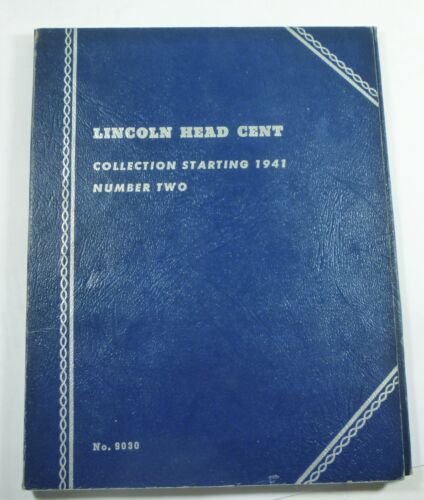 LINCOLN HEAD CENT
COLLECTION STARTING 1941
NUMBER TWO
No. 9030